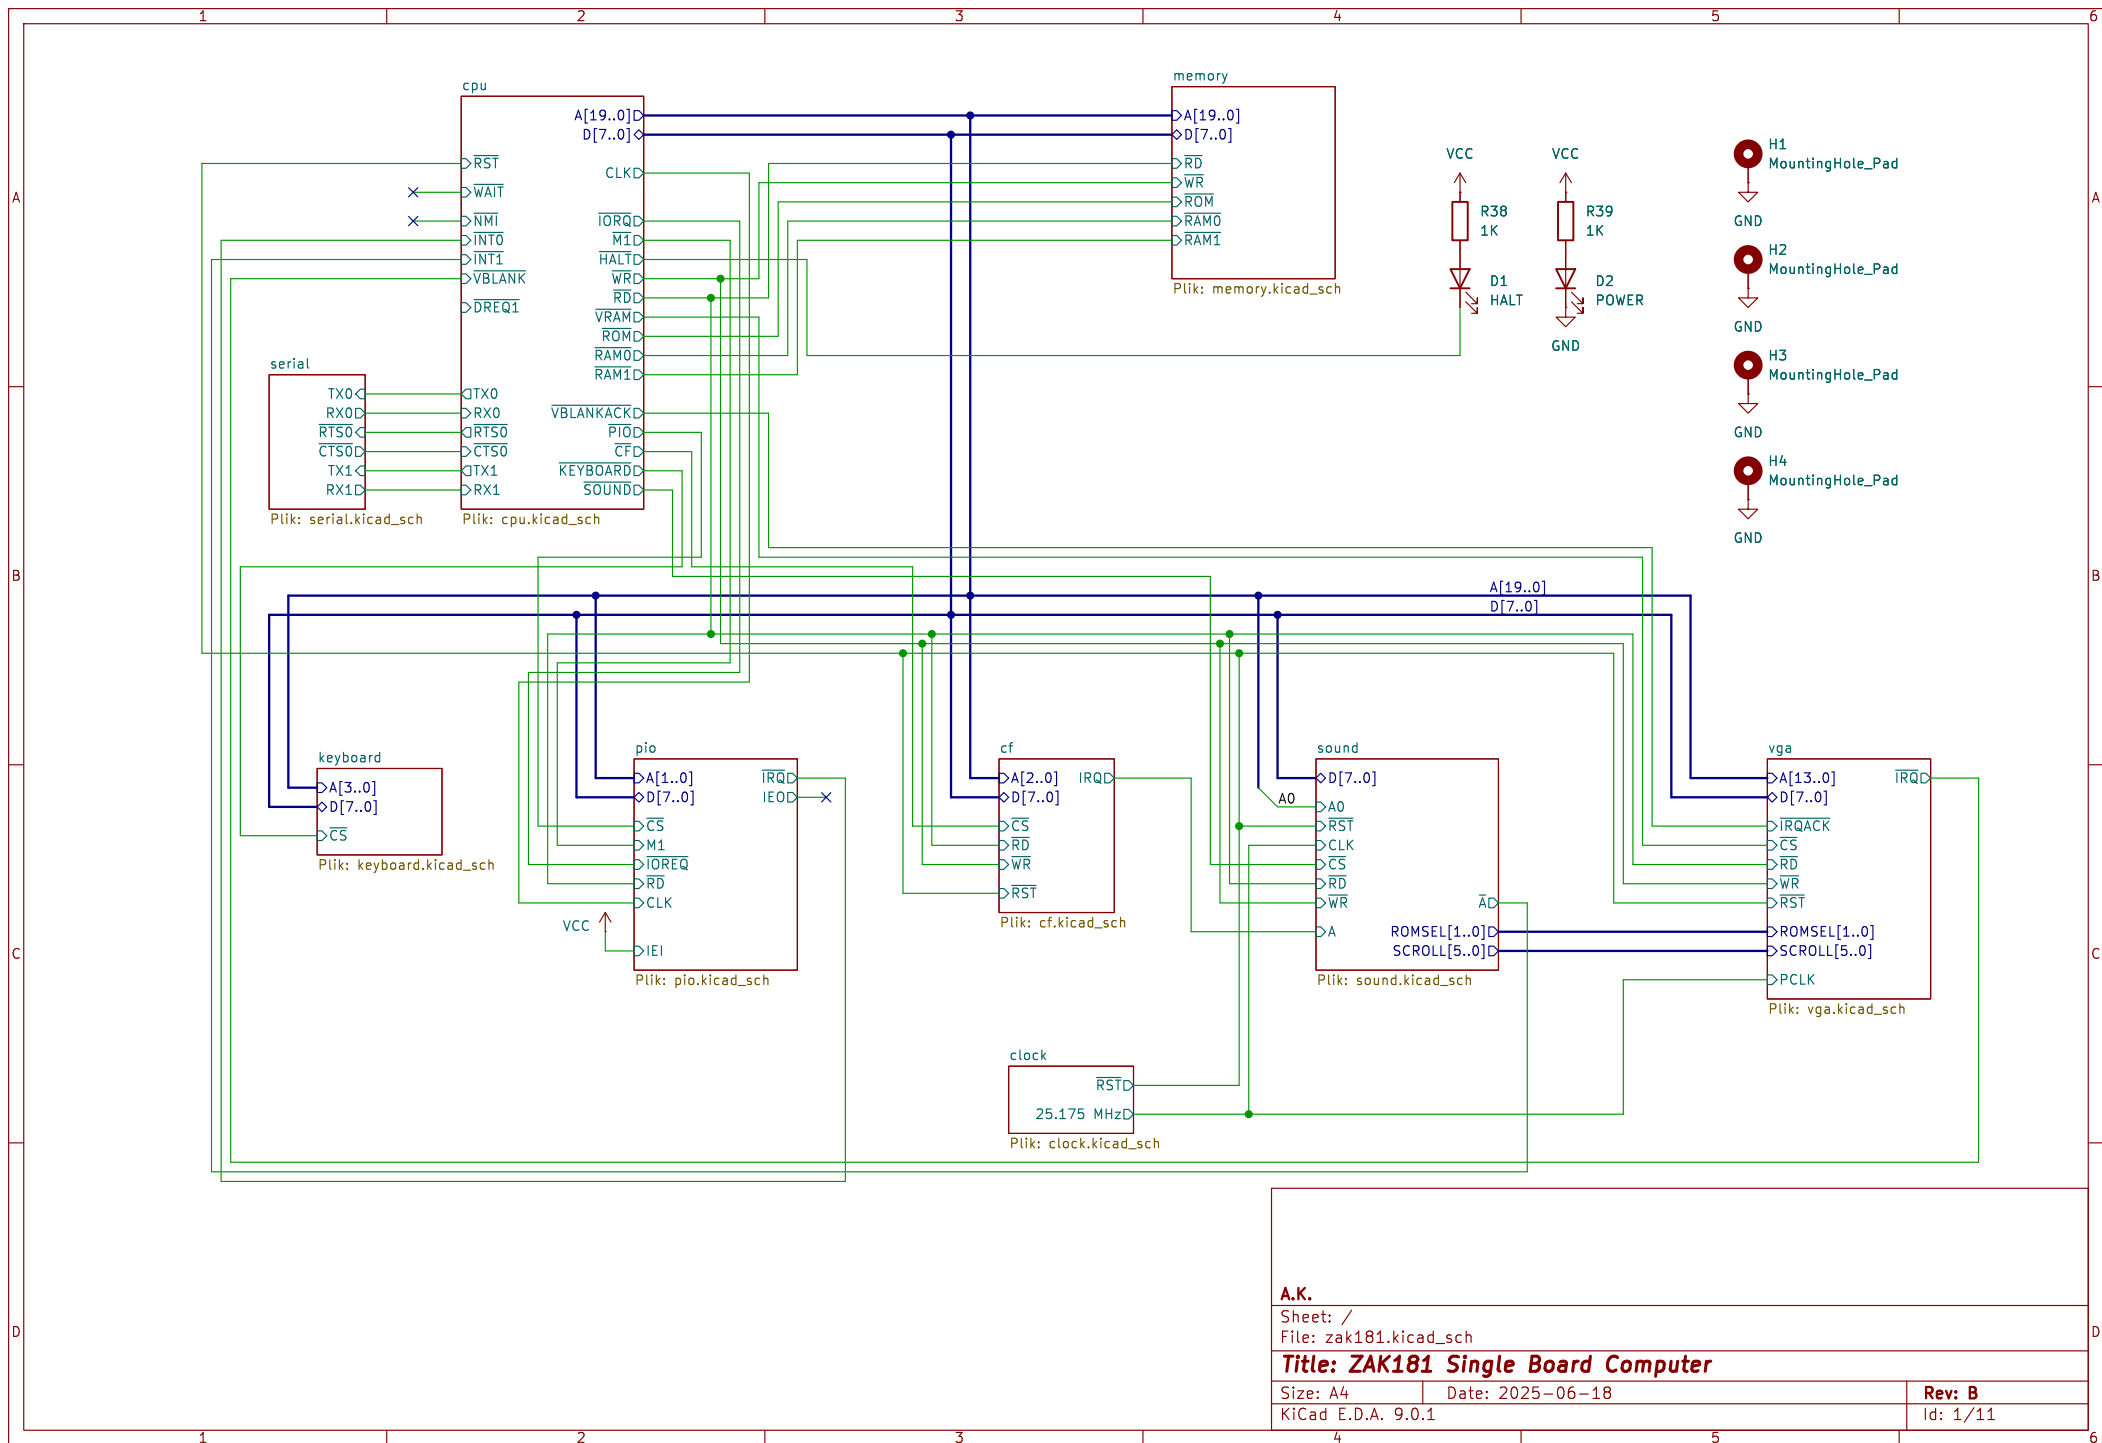 1 2 3 4 5 6
A
B
C
D
cpu
A[19..0]
D[7..0]
RST
WAIT
NMI
INT0
INT1
VBLANK
DREQ1
TX0
RX0
RTS0
CTS0
TX1
RX1
CLK
IORQ
M1
HALT
WR
RD
VRAM
ROM
RAM0
RAM1
VBLANKACK
PIO
CF
KEYBOARD
SOUND
Plik: cpu.kicad_sch
serial
TX0
RX0
RTS0
CTS0
TX1
RX1
Plik: serial.kicad_sch
memory
A[19..0]
D[7..0]
RD
WR
ROM
RAM0
RAM1
Plik: memory.kicad_sch
VCC
R38
1K
D1
HALT
VCC
R39
1K
D2
POWER
GND
H1
MountingHole_Pad
GND
H2
MountingHole_Pad
GND
H3
MountingHole_Pad
GND
H4
MountingHole_Pad
GND
A[19..0]
D[7..0]
keyboard
A[3..0]
D[7..0]
CS
Plik: keyboard.kicad_sch
pio
A[1..0]
D[7..0]
CS
M1
IOREQ
RD
CLK
IEI
IRQ
IEO
VCC
Plik: pio.kicad_sch
cf
A[2..0]
D[7..0]
CS
RD
WR
RST
IRQ
Plik: cf.kicad_sch
sound
D[7..0]
A0
A0
RST
CLK
CS
RD
WR
A
A
ROMSEL[1..0]
SCROLL[5..0]
Plik: sound.kicad_sch
vga
A[13..0]
D[7..0]
IRQACK
CS
RD
WR
RST
ROMSEL[1..0]
SCROLL[5..0]
PCLK
IRQ
Plik: vga.kicad_sch
clock
RST
25.175 MHz
Plik: clock.kicad_sch
A.K.
Sheet: /
File: zak181.kicad_sch
Title: ZAK181 Single Board Computer
Size: A4 Date: 2025-06-18 Rev: B
KiCad E.D.A. 9.0.1 Id: 1/11
A
B
C
D
1 2 3 4 5 6